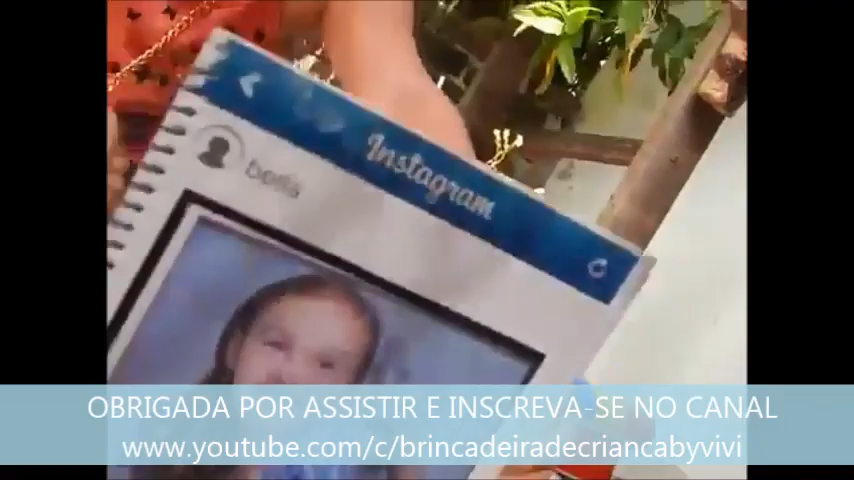 Instagram
OBRIGADA POR ASSISTIR E INSCREVA-SE NO CANAL
www.youtube.com/c/brincadeiradecriancabyvivi